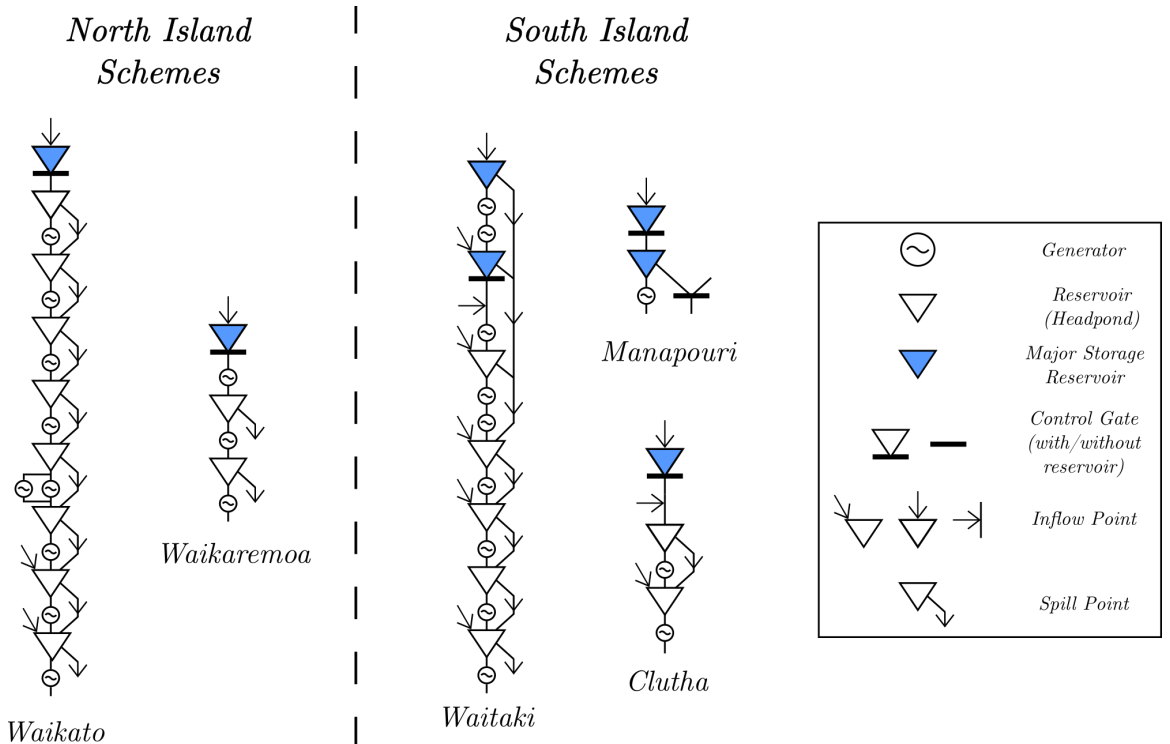 North Island
Schemes
South Island
Schemes
Waikato
Waikaremoa
Waitaki
Manapouri
Clutha
Generator
Reservoir
(Headpond)
Major Storage
Reservoir
Control Gate
(with/without
reservoir)
Inflow Point
Spill Point